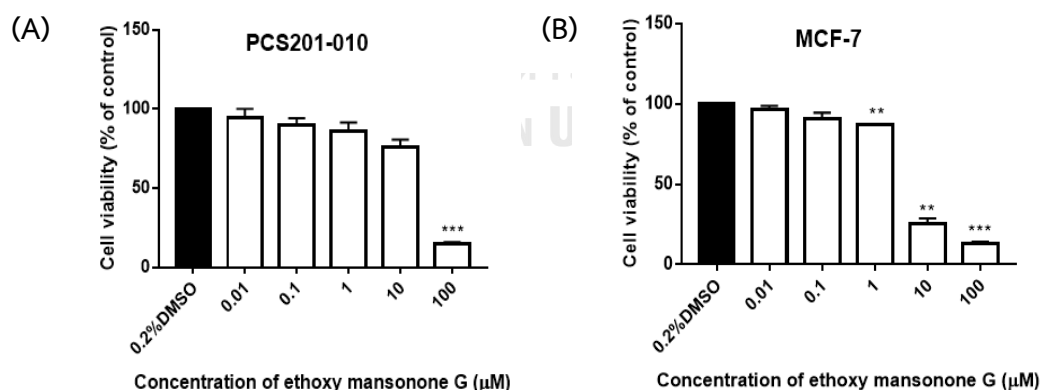 (A)
PCS201-010
Cell viability (% of control)
150
100
50
0
***
0.2%DMSO
0.01
0.1
1
10
100
Concentration of ethoxy mansonone G (µM)
(B)
MCF-7
Cell viability (% of control)
150
100
50
0
**
**
***
0.2%DMSO
0.01
0.1
1
10
100
Concentration of ethoxy mansonone G (µM)